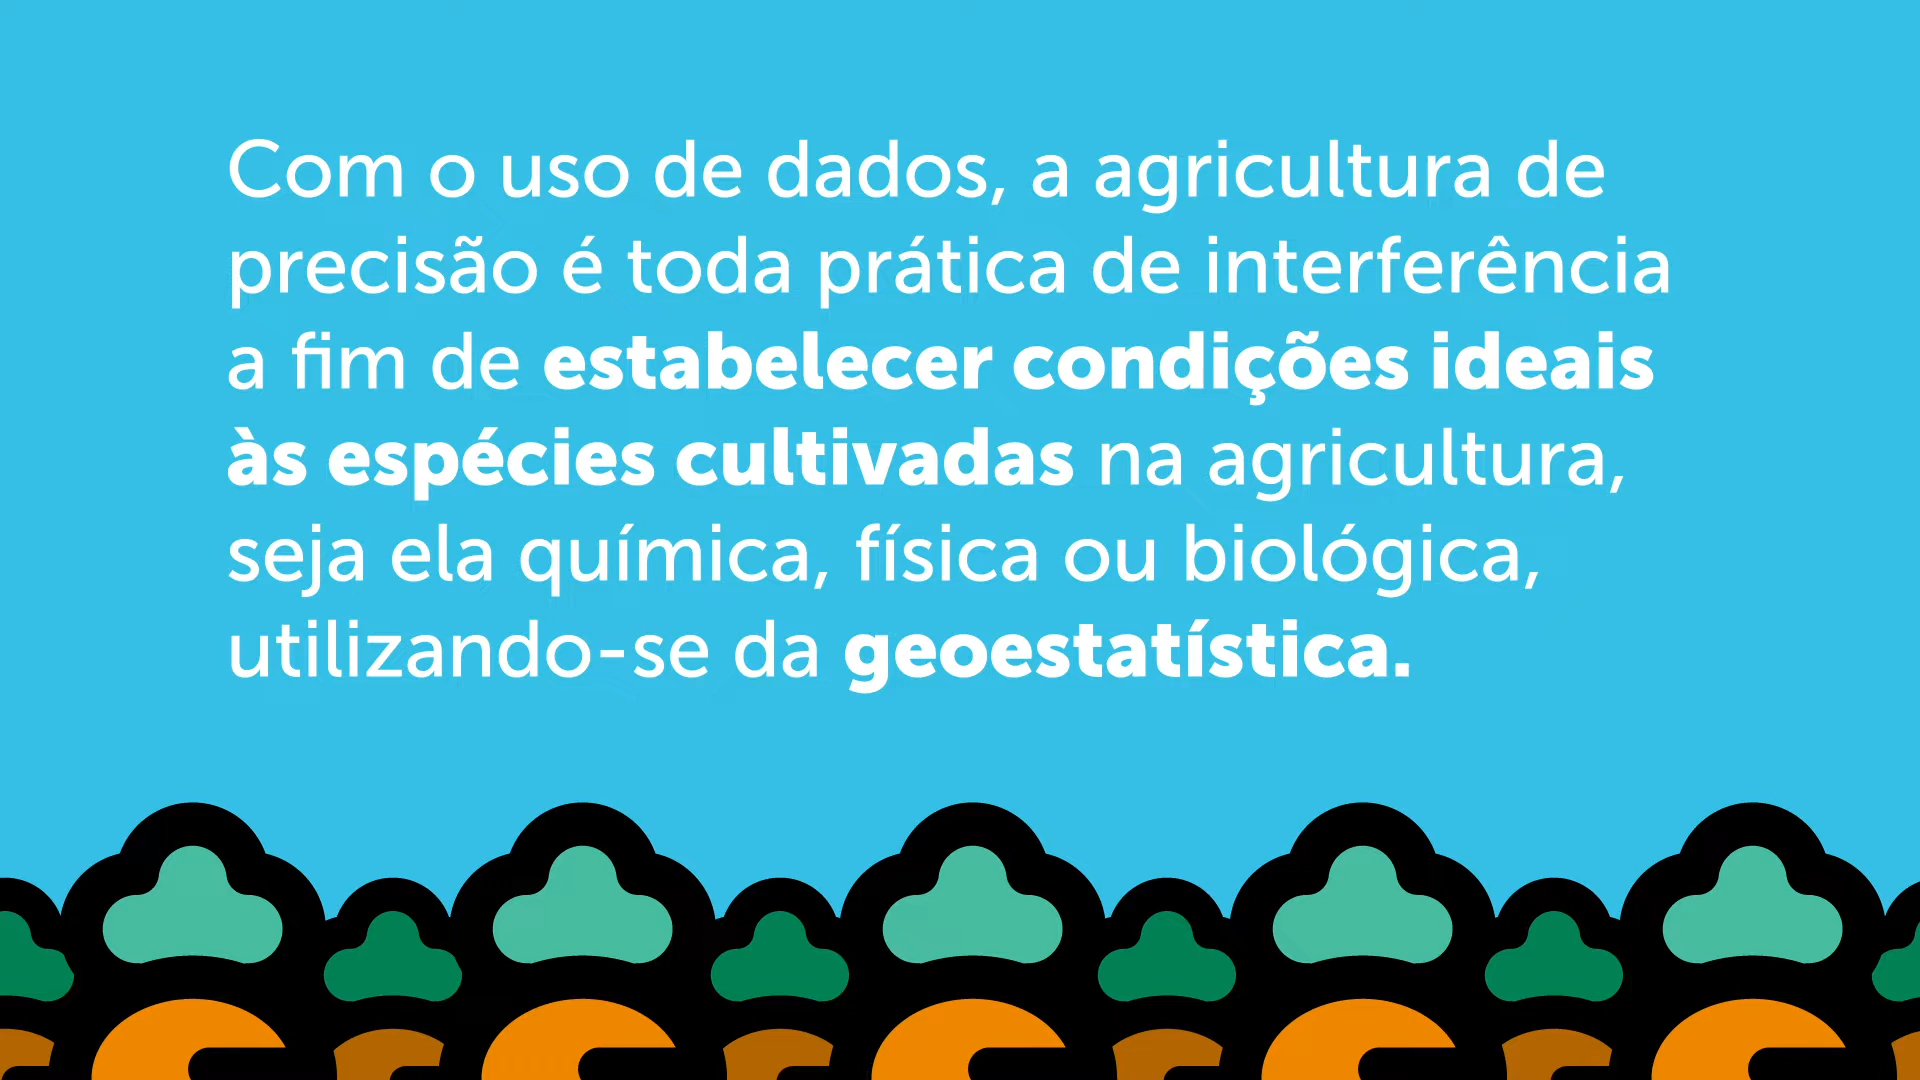 Com o uso de dados, a agricultura de
precisão é toda prática de interferência
a fim de estabelecer condições ideais
às espécies cultivadas na agricultura,
seja ela química, física ou biológica,
utilizando-se da geoestatística.